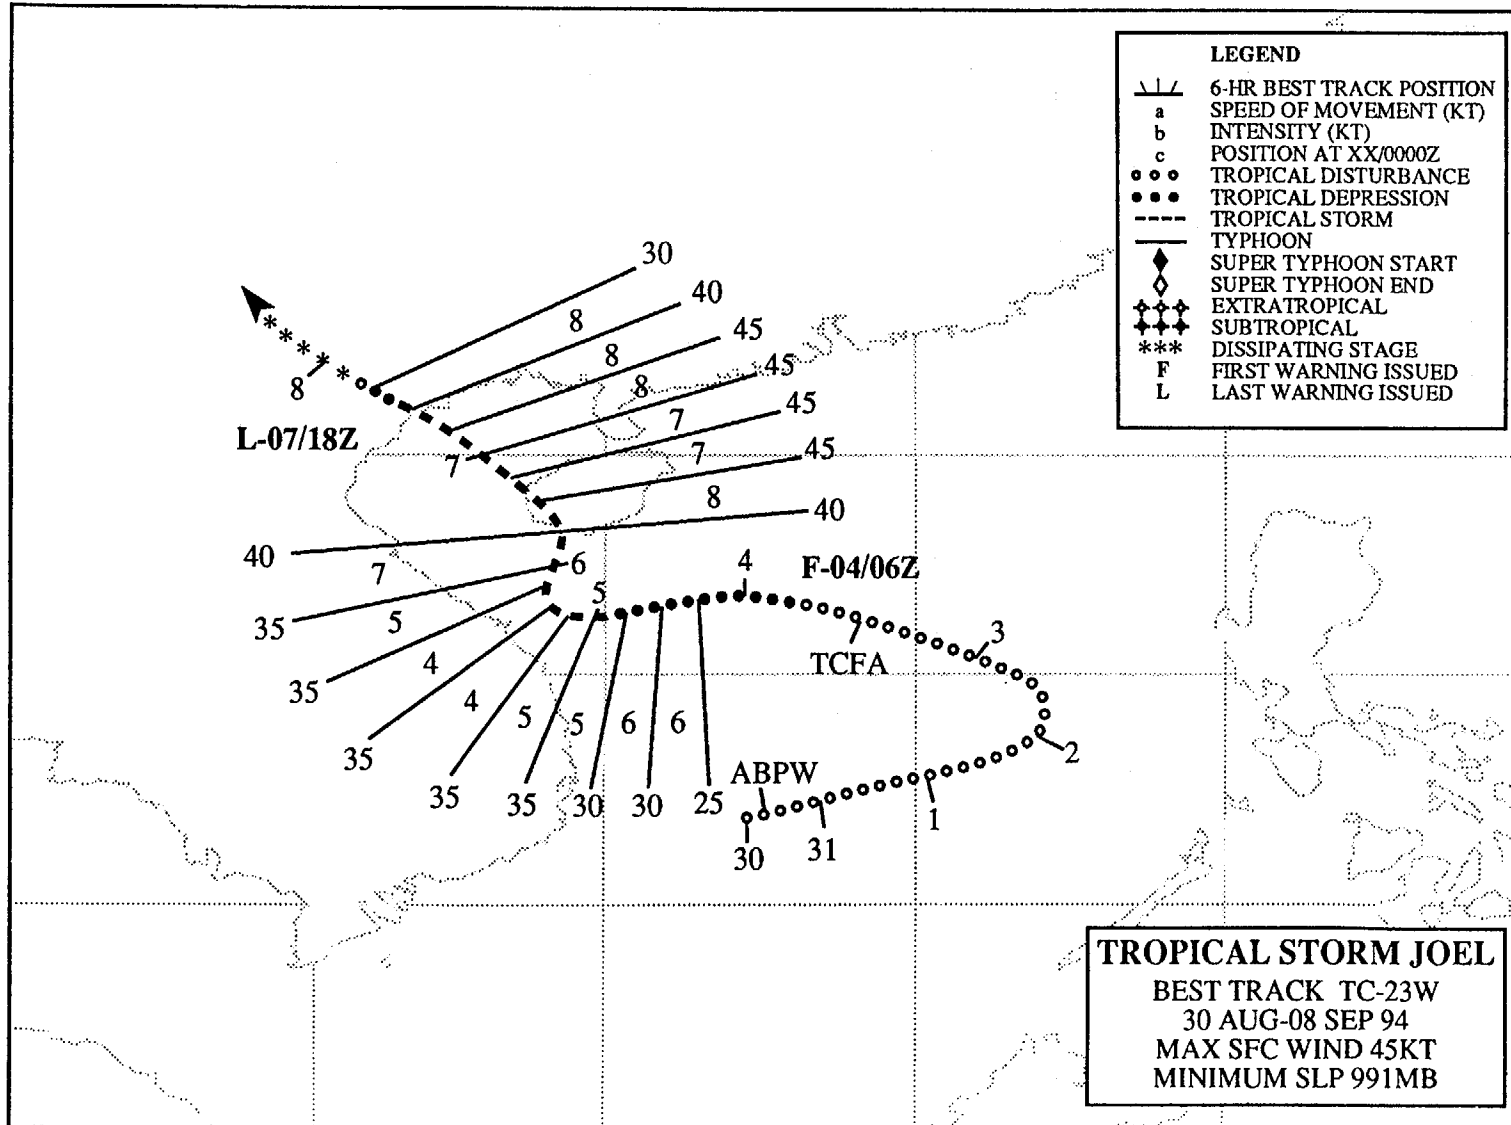 LEGEND
6-HR BEST TRACK POSITION
a SPEED OF MOVEMENT (KT)
b INTENSITY (KT)
c POSITION AT XX/0000Z
TROPICAL DISTURBANCE
TROPICAL DEPRESSION
TROPICAL STORM
TYPHOON
SUPER TYPHOON START
SUPER TYPHOON END
EXTRATROPICAL
SUBTROPICAL
*** DISSIPATING STAGE
F FIRST WARNING ISSUED
L LAST WARNING ISSUED
30
40
8
45
8
45
8
8
45
7
L-07/18Z
7
7
45
8
40
40
6
4
F-04/06Z
7
35
5
5
3
TCFA
4
35
4
5
5
6
6
2
35
ABPW
35
35
30
30
25
1
30
31
TROPICAL STORM JOEL
BEST TRACK TC-23W
30 AUG-08 SEP 94
MAX SFC WIND 45KT
MINIMUM SLP 991MB